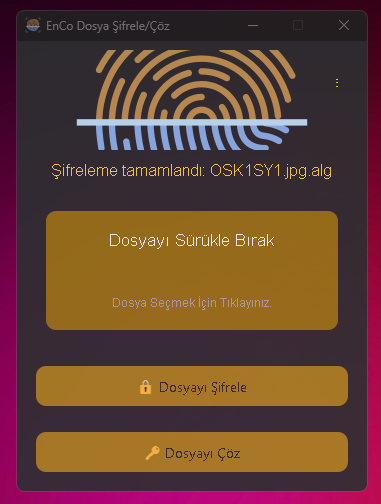 EnCo Dosya Şifrele/Çöz
Şifreleme tamamlandı: OSK1SY1.jpg.alg
Dosyayı Sürükle Bırak
Dosya Seçmek İçin Tıklayınız.
Dosyayı Şifrele
Dosyayı Çöz